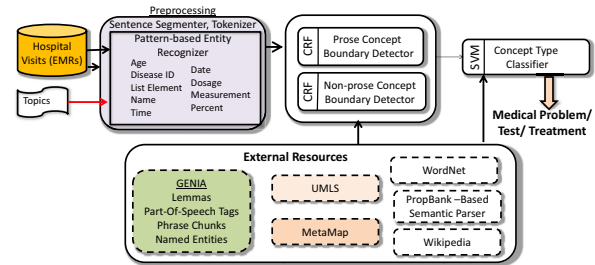 Preprocessing
Sentence Segmenter, Tokenizer
Pattern-based Entity
Recognizer
Age
Disease ID
List Element
Name
Time
Date
Dosage
Measurement
Percent
Hospital
Visits (EMRs)
Topics
CRF
Prose Concept
Boundary Detector
CRF
Non-prose Concept
Boundary Detector
SVM
Concept Type
Classifier
Medical Problem/
Test/ Treatment
External Resources
GENIA
Lemmas
Part-Of-Speech Tags
Phrase Chunks
Named Entities
UMLS
MetaMap
WordNet
PropBank –Based
Semantic Parser
Wikipedia